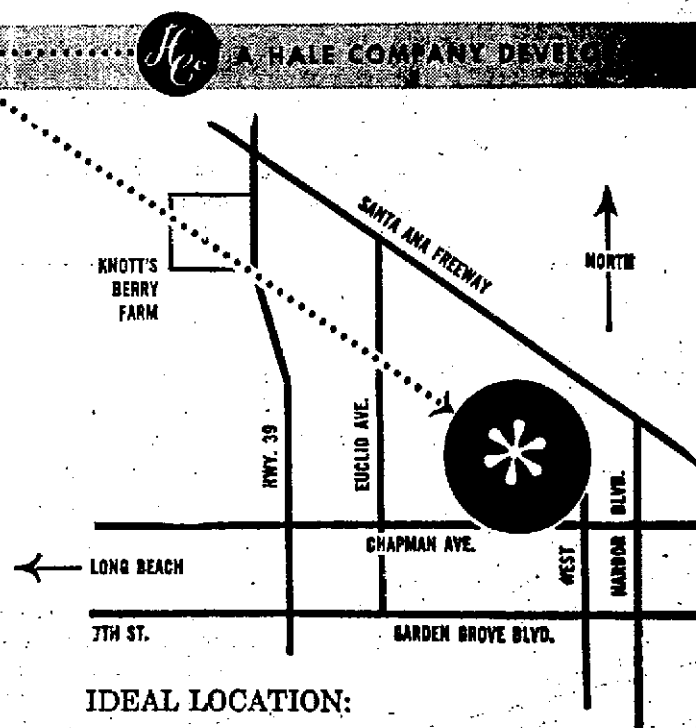 HCo A HALE COMPANY
SANTA ANA FREEWAY
NORTH
KNOTT'S
BERRY
FARM
HWY. 39
EUCLID AVE.
HARBOR BLVD.
WEST
CHAPMAN AVE.
LONG BEACH
7TH ST.
GARDEN GROVE BLVD.
IDEAL LOCATION: